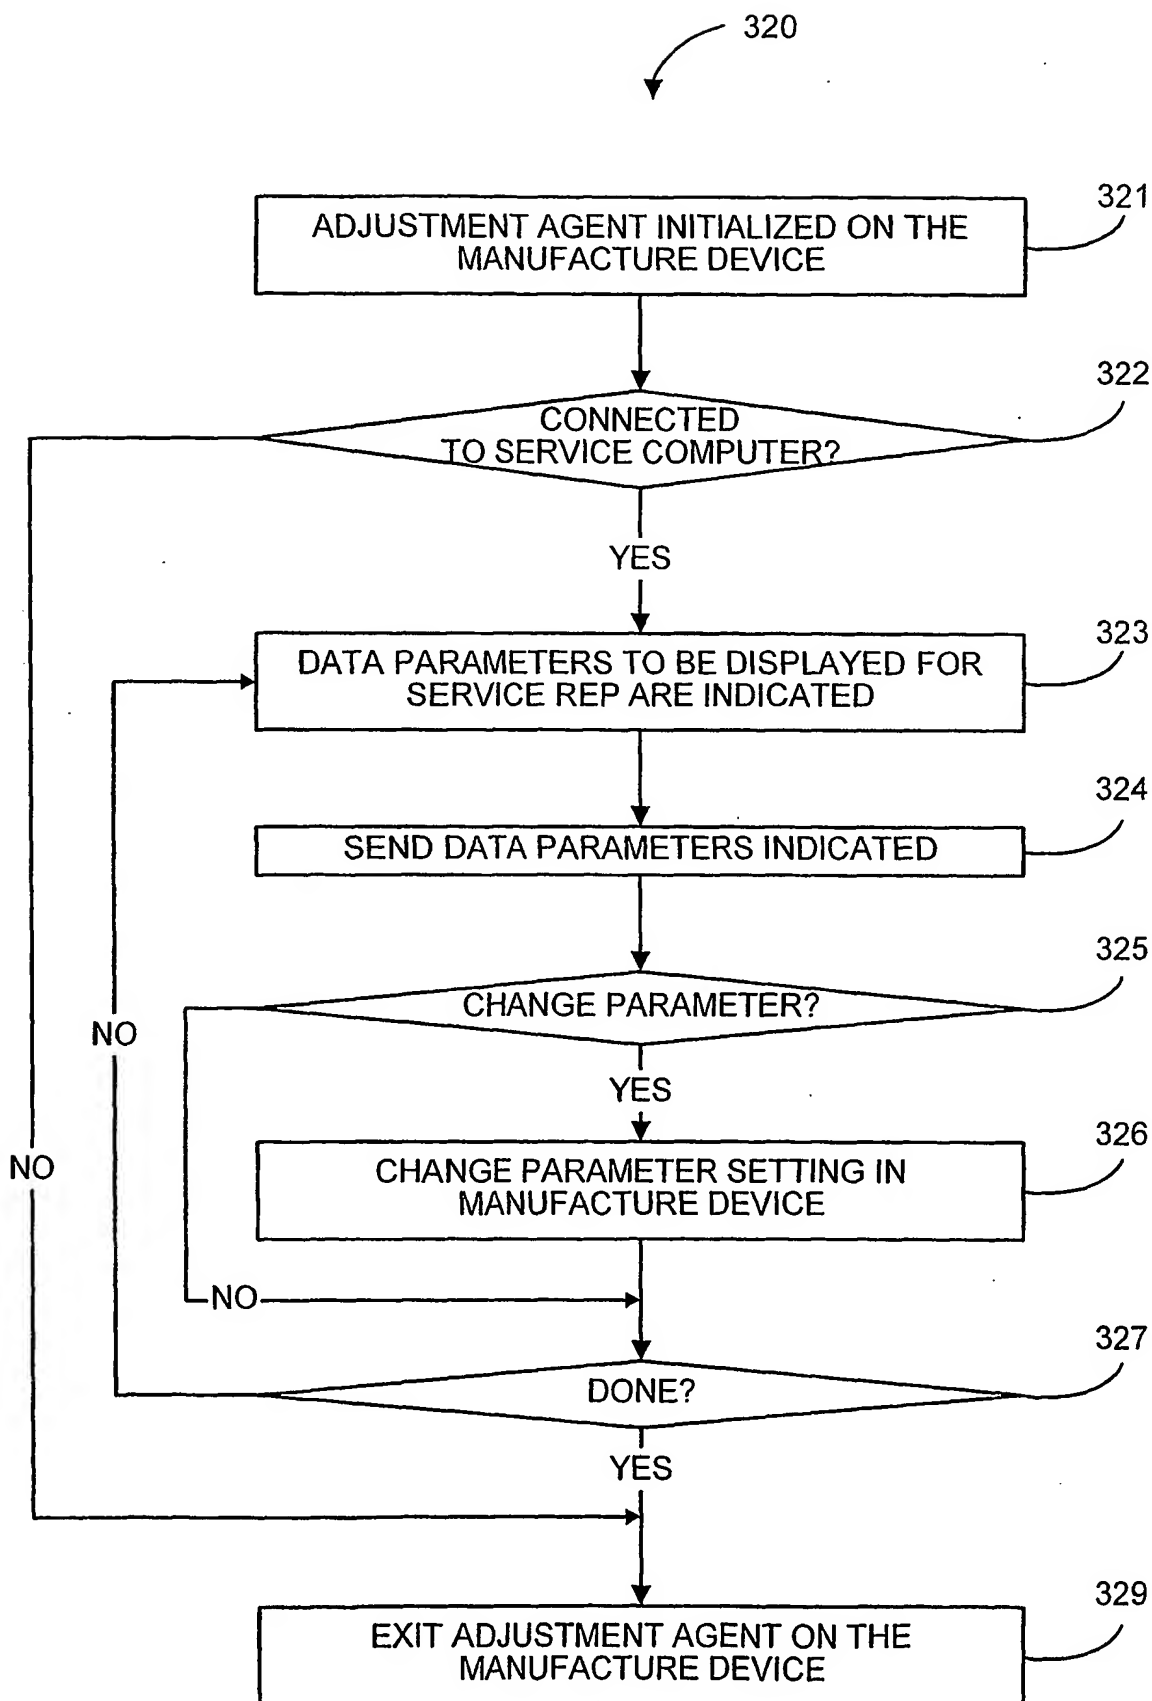 320
321
ADJUSTMENT AGENT INITIALIZED ON THE
MANUFACTURE DEVICE
322
CONNECTED
TO SERVICE COMPUTER?
YES
323
DATA PARAMETERS TO BE DISPLAYED FOR
SERVICE REP ARE INDICATED
324
SEND DATA PARAMETERS INDICATED
325
CHANGE PARAMETER?
NO
YES
326
CHANGE PARAMETER SETTING IN
MANUFACTURE DEVICE
NO
NO
327
DONE?
YES
329
EXIT ADJUSTMENT AGENT ON THE
MANUFACTURE DEVICE